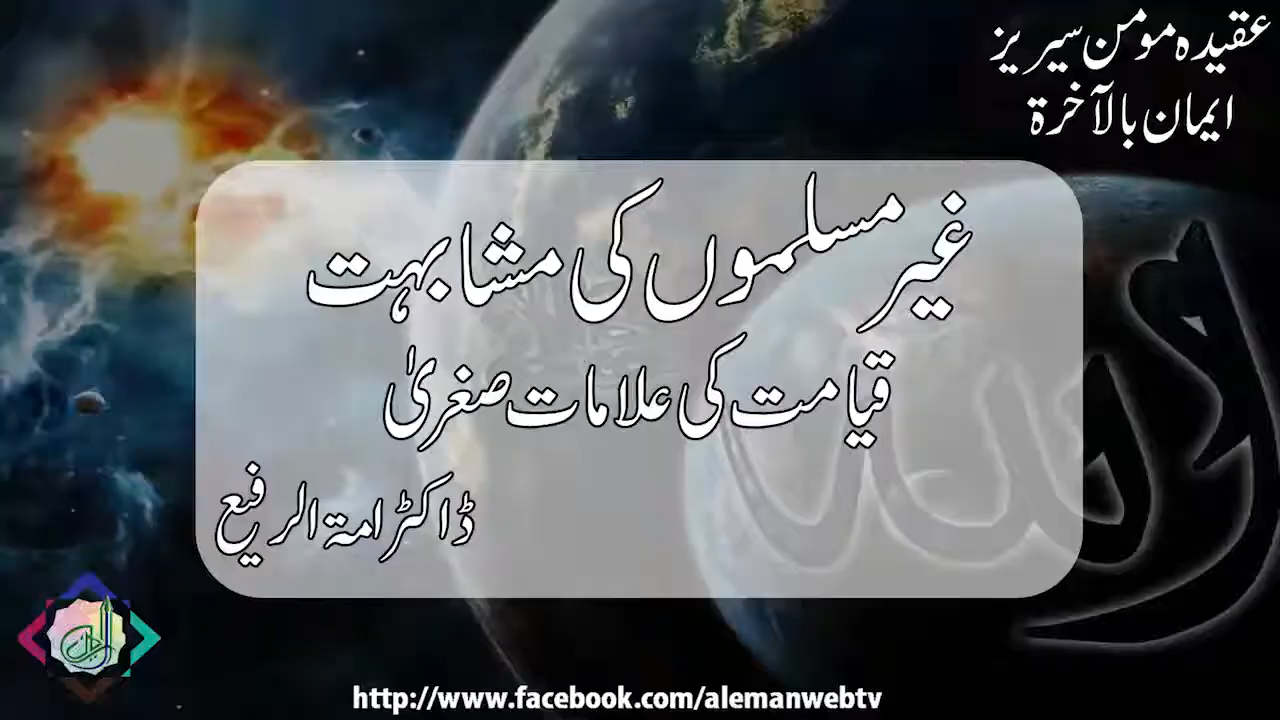 عقیدہ مومن سیریز
ایمان بالآخرۃ
غیر مسلموں کی مشابہت
قیامت کی علامات صغریٰ
ڈاکٹر امۃ الرفیع
http://www.facebook.com/alemanwebtv